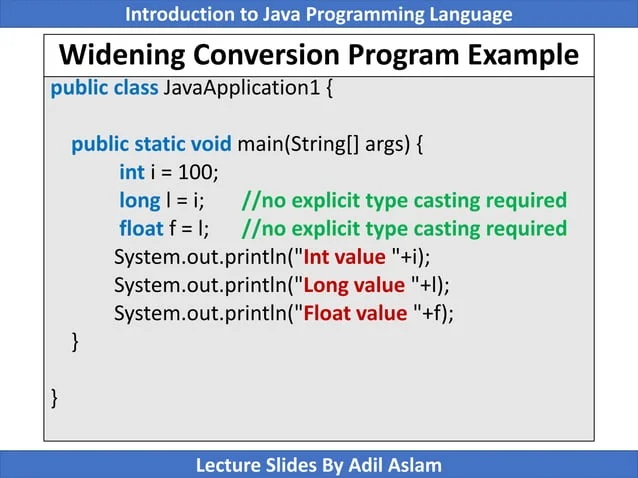 Introduction to Java Programming Language
Widening Conversion Program Example
public class JavaApplication1 {
public static void main(String[] args) {
int i = 100;
long l = i; //no explicit type casting required
float f = l; //no explicit type casting required
System.out.println("Int value "+i);
System.out.println("Long value "+l);
System.out.println("Float value "+f);
}
}
Lecture Slides By Adil Aslam